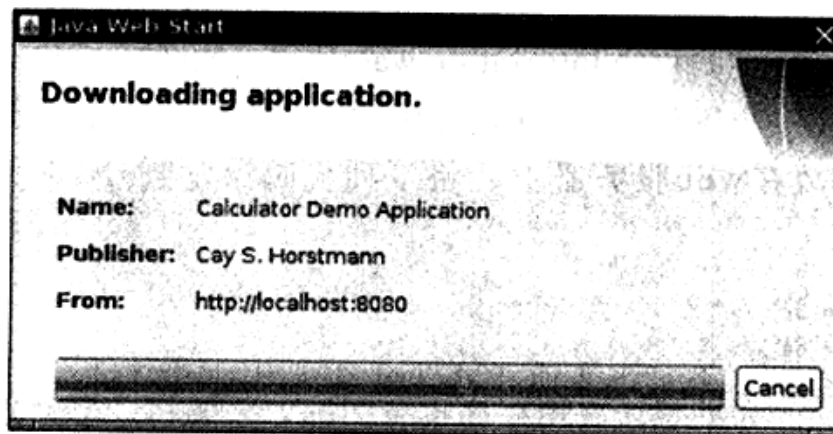 Java Web Start
Downloading application.
Name: Calculator Demo Application
Publisher: Cay S. Horstmann
From: http://localhost:8080
Cancel